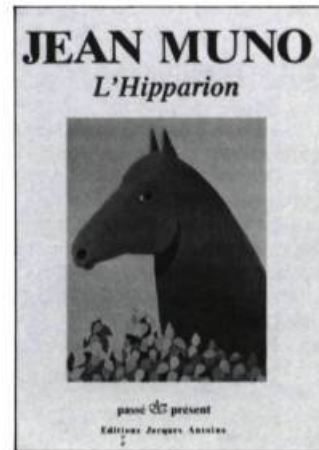 JEAN MUNO
L'Hipparion
passé & présent
Editions Jacques Antoine